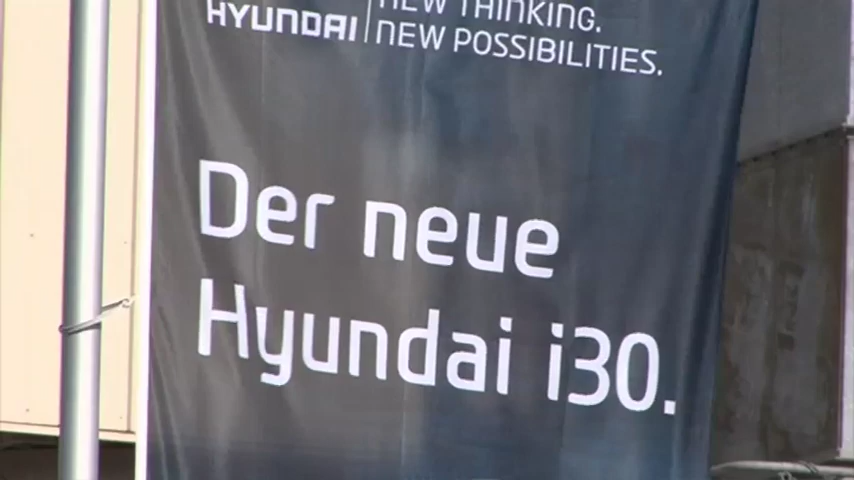 HYUNDAI NEW THINKING.
NEW POSSIBILITIES.
Der neue
Hyundai i30.